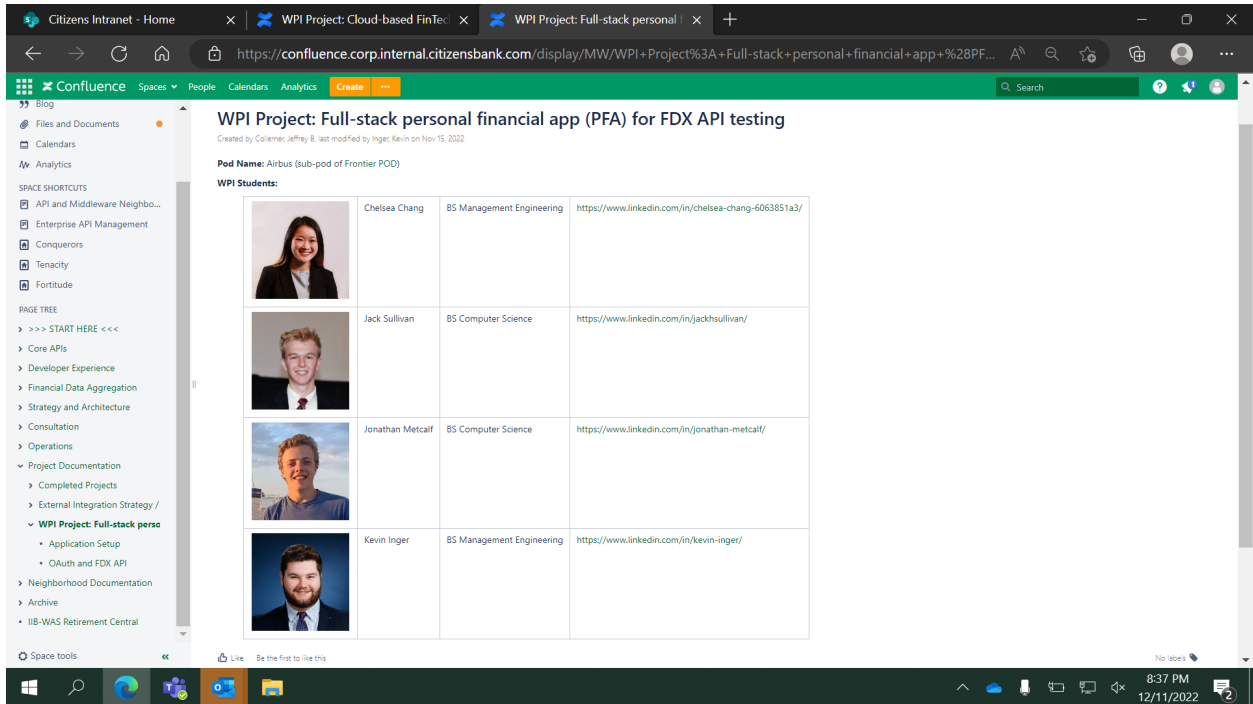 Citizens Intranet - Home
WPI Project: Cloud-based FinTec
WPI Project: Full-stack personal f
https://confluence.corp.internal.citizensbank.com/display/MW/WPI+Project%3A+Full-stack+personal+financial+app+%28PF...
Confluence Spaces People Calendars Analytics Create ... Search
Blog
Files and Documents
Calendars
Analytics
SPACE SHORTCUTS
API and Middleware Neighbo...
Enterprise API Management
Conquerors
Tenacity
Fortitude
PAGE TREE
>>> START HERE <<<
Core APIs
Developer Experience
Financial Data Aggregation
Strategy and Architecture
Consultation
Operations
Project Documentation
Completed Projects
External Integration Strategy /
WPI Project: Full-stack perso
Application Setup
OAuth and FDX API
Neighborhood Documentation
Archive
IIB-WAS Retirement Central
Space tools
WPI Project: Full-stack personal financial app (PFA) for FDX API testing
Created by Collemer, Jeffrey B, last modified by Inger, Kevin on Nov 15, 2022
Pod Name: Airbus (sub-pod of Frontier POD)
WPI Students:
Chelsea Chang BS Management Engineering https://www.linkedin.com/in/chelsea-chang-6063851a3/
Jack Sullivan BS Computer Science https://www.linkedin.com/in/jackhsullivan/
Jonathan Metcalf BS Computer Science https://www.linkedin.com/in/jonathan-metcalf/
Kevin Inger BS Management Engineering https://www.linkedin.com/in/kevin-inger/
Like Be the first to like this No labels
8:37 PM
12/11/2022
2